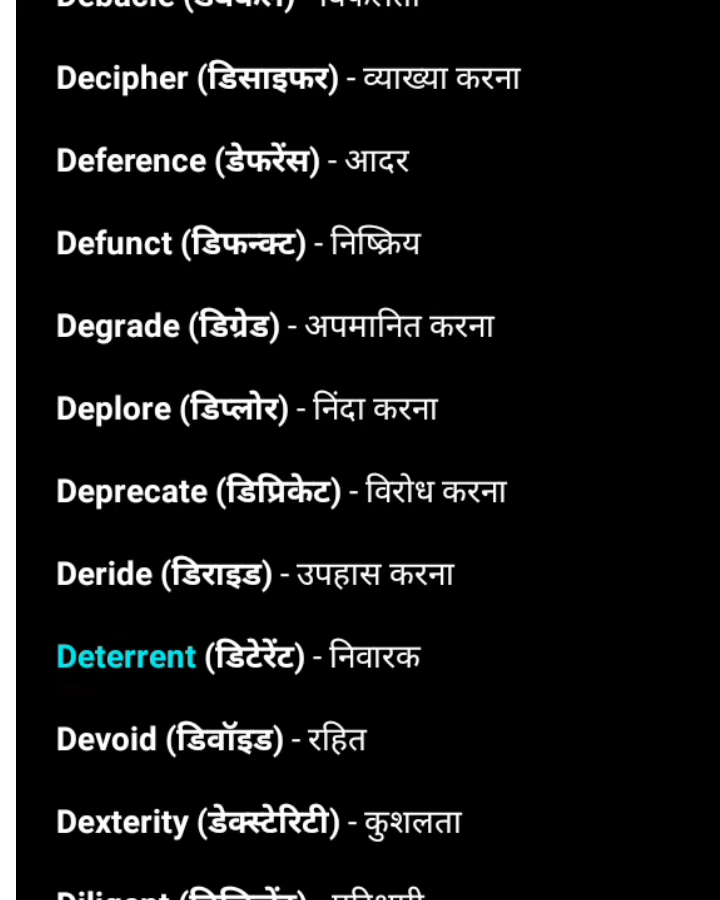 Decipher (डिसाइफर) - व्याख्या करना
Deference (डेफरेंस) - आदर
Defunct (डिफन्क्ट) - निष्क्रिय
Degrade (डिग्रेड) - अपमानित करना
Deplore (डिप्लोर) - निंदा करना
Deprecate (डिप्रिकेट) - विरोध करना
Deride (डिराइड) - उपहास करना
Deterrent (डिटेरेंट) - निवारक
Devoid (डिवॉइड) - रहित
Dexterity (डेक्स्टेरिटी) - कुशलता